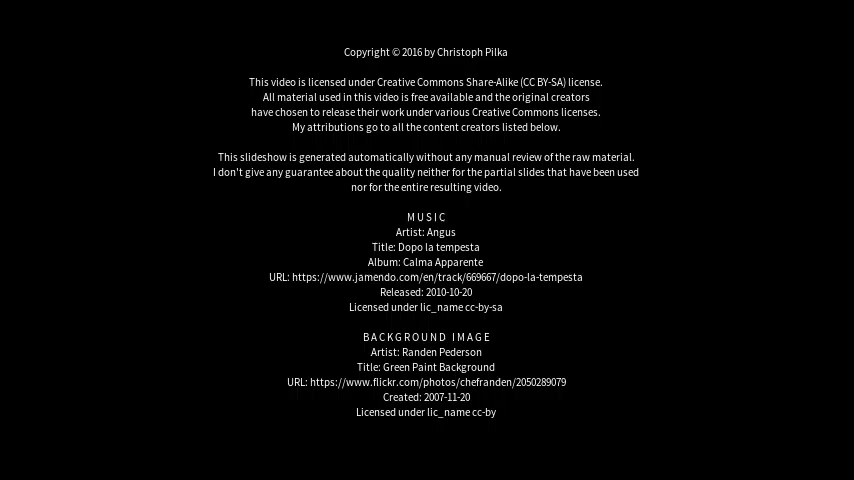 Copyright © 2016 by Christoph Pilka
This video is licensed under Creative Commons Share-Alike (CC BY-SA) license.
All material used in this video is free available and the original creators
have chosen to release their work under various Creative Commons licenses.
My attributions go to all the content creators listed below.
This slideshow is generated automatically without any manual review of the raw material.
I don't give any guarantee about the quality neither for the partial slides that have been used
nor for the entire resulting video.
M U S I C
Artist: Angus
Title: Dopo la tempesta
Album: Calma Apparente
URL: https://www.jamendo.com/en/track/669667/dopo-la-tempesta
Released: 2010-10-20
Licensed under lic_name cc-by-sa
B A C K G R O U N D   I M A G E
Artist: Randen Pederson
Title: Green Paint Background
URL: https://www.flickr.com/photos/chefranden/2050289079
Created: 2007-11-20
Licensed under lic_name cc-by